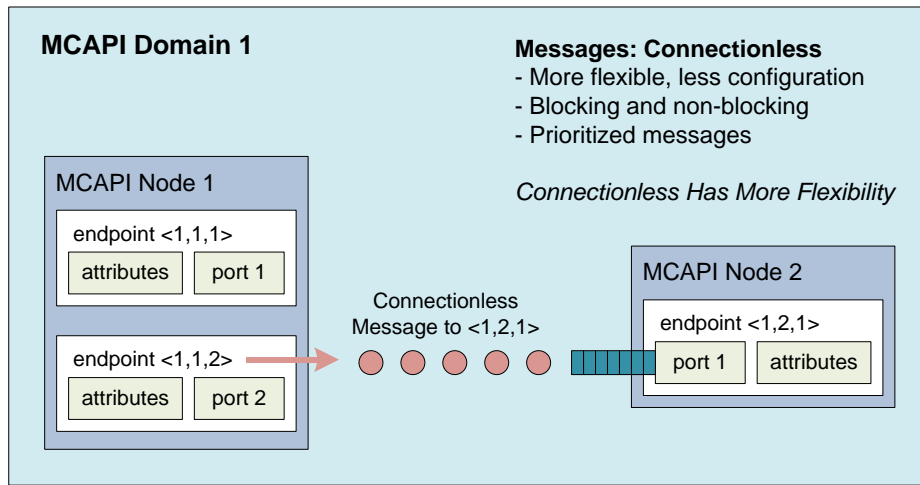 MCAPI Domain 1
Messages: Connectionless
- More flexible, less configuration
- Blocking and non-blocking
- Prioritized messages
Connectionless Has More Flexibility
MCAPI Node 1
endpoint <1,1,1>
attributes
port 1
endpoint <1,1,2>
attributes
port 2
Connectionless
Message to <1,2,1>
MCAPI Node 2
endpoint <1,2,1>
port 1
attributes